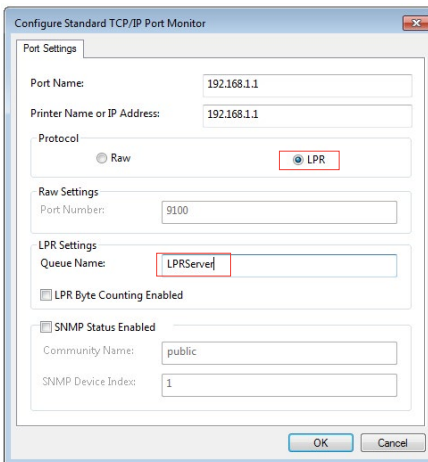 Configure Standard TCP/IP Port Monitor
Port Settings
Port Name: 192.168.1.1
Printer Name or IP Address: 192.168.1.1
Protocol
Raw LPR
Raw Settings
Port Number: 9100
LPR Settings
Queue Name: LPRServer
LPR Byte Counting Enabled
SNMP Status Enabled
Community Name: public
SNMP Device Index: 1
OK Cancel